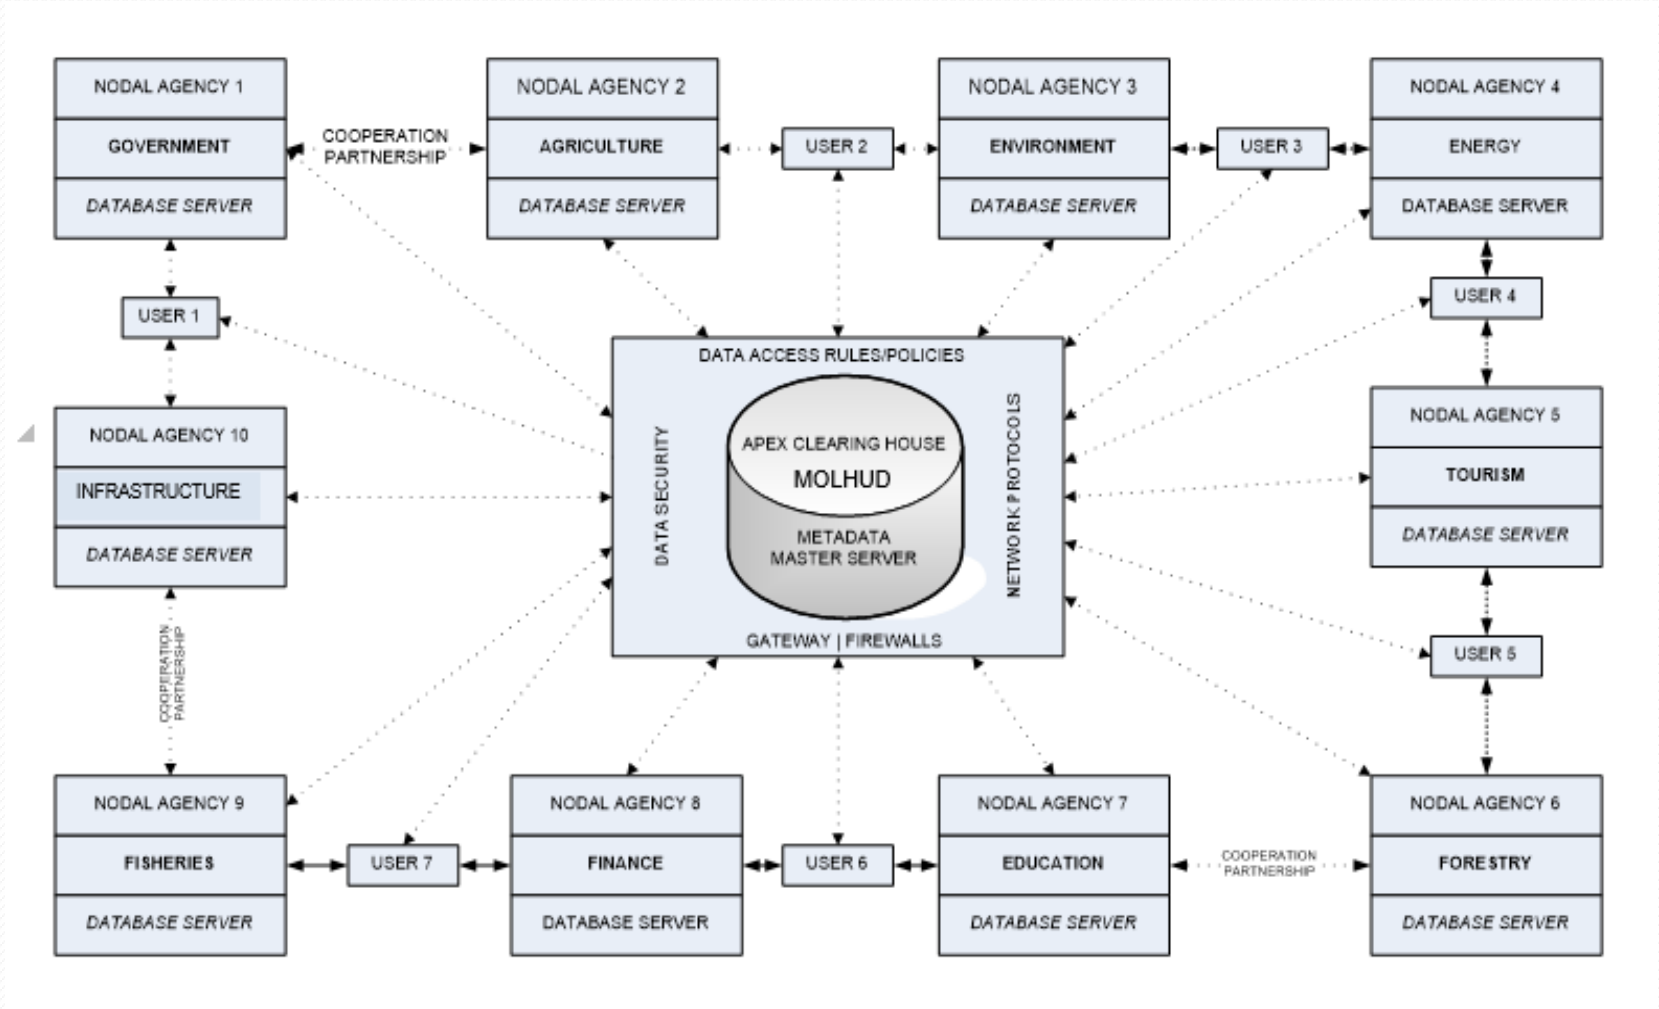 NODAL AGENCY 1
GOVERNMENT
DATABASE SERVER
COOPERATION
PARTNERSHIP
NODAL AGENCY 2
AGRICULTURE
DATABASE SERVER
USER 2
NODAL AGENCY 3
ENVIRONMENT
DATABASE SERVER
USER 3
NODAL AGENCY 4
ENERGY
DATABASE SERVER
USER 1
USER 4
NODAL AGENCY 10
INFRASTRUCTURE
DATABASE SERVER
DATA ACCESS RULES/POLICIES
DATA SECURITY
APEX CLEARING HOUSE
MOLHUD
METADATA
MASTER SERVER
NETWORK PROTOCOLS
GATEWAY | FIREWALLS
NODAL AGENCY 5
TOURISM
DATABASE SERVER
COOPERATION
PARTNERSHIP
USER 5
NODAL AGENCY 9
FISHERIES
DATABASE SERVER
USER 7
NODAL AGENCY 8
FINANCE
DATABASE SERVER
USER 6
NODAL AGENCY 7
EDUCATION
DATABASE SERVER
COOPERATION
PARTNERSHIP
NODAL AGENCY 6
FORESTRY
DATABASE SERVER